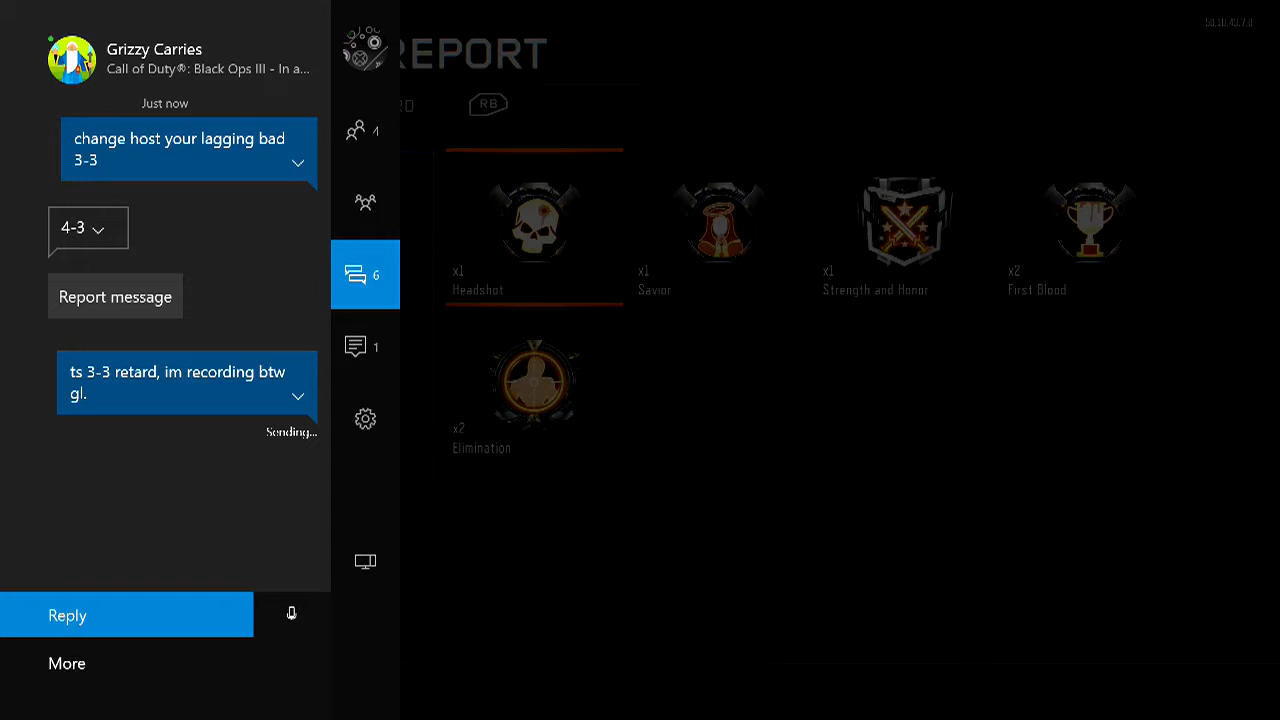 Grizzy Carries
Call of Duty®: Black Ops III - In a...
Just now
change host your lagging bad
3-3
4-3
Report message
ts 3-3 retard, im recording btw
gl.
Sending...
Reply
More
4
6
1
REPORT
RD
RB
x1
Headshot
x1
Savior
x1
Strength and Honor
x2
First Blood
x2
Elimination